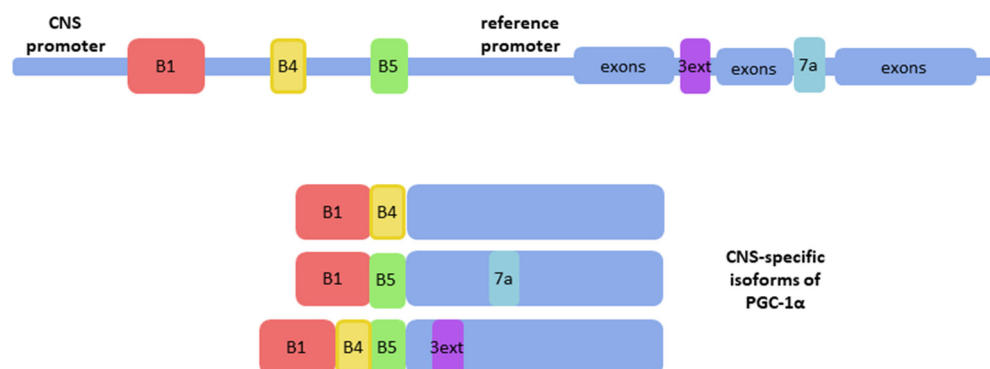 CNS
promoter
reference
promoter
B1
B4
B5
exons
3ext
exons
7a
exons
B1
B4
B1
B5
7a
CNS-specific
isoforms of
PGC-1α
B1
B4
B5
3ext